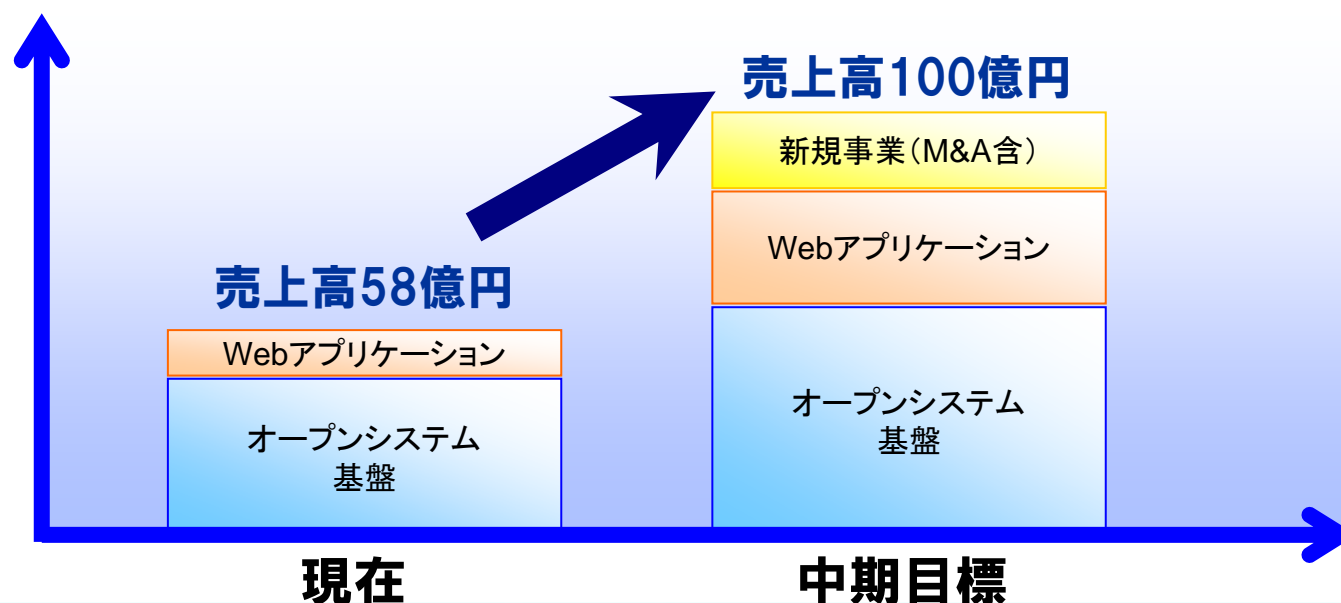 売上高100億円
新規事業(M&A含)
Webアプリケーション
オープンシステム
基盤
売上高58億円
Webアプリケーション
オープンシステム
基盤
現在
中期目標